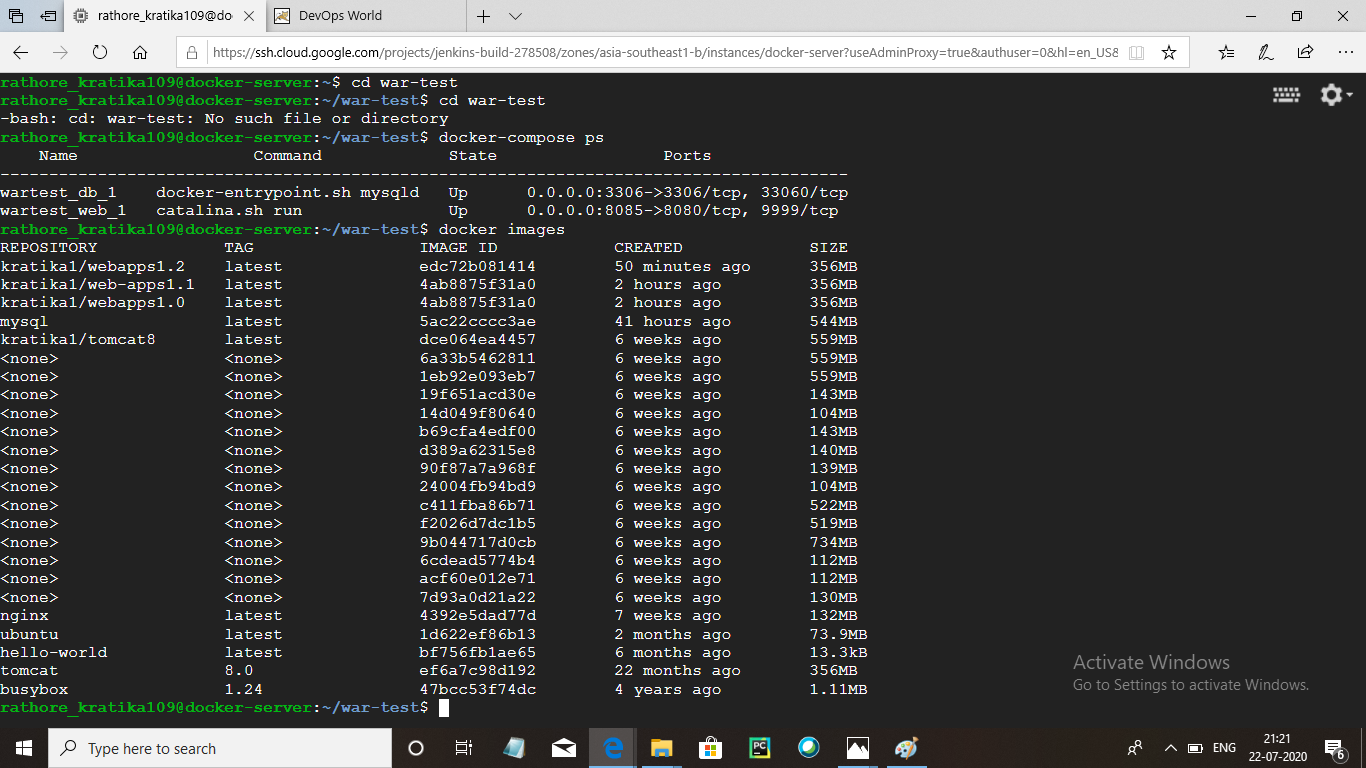 rathore_kratika109@do
DevOps World
https://ssh.cloud.google.com/projects/jenkins-build-278508/zones/asia-southeast1-b/instances/docker-server?useAdminProxy=true&authuser=0&hl=en_US&
rathore_kratika109@docker-server:~$ cd war-test
rathore_kratika109@docker-server:~/war-test$ cd war-test
-bash: cd: war-test: No such file or directory
rathore_kratika109@docker-server:~/war-test$ docker-compose ps
Name Command State Ports
---------------------------------------------------------------------------------------
wartest_db_1 docker-entrypoint.sh mysqld Up 0.0.0.0:3306->3306/tcp, 33060/tcp
wartest_web_1 catalina.sh run Up 0.0.0.0:8085->8080/tcp, 9999/tcp
rathore_kratika109@docker-server:~/war-test$ docker images
REPOSITORY TAG IMAGE ID CREATED SIZE
kratika1/webapps1.2 latest edc72b081414 50 minutes ago 356MB
kratika1/web-apps1.1 latest 4ab8875f31a0 2 hours ago 356MB
kratika1/webapps1.0 latest 4ab8875f31a0 2 hours ago 356MB
mysql latest 5ac22cccc3ae 41 hours ago 544MB
kratika1/tomcat8 latest dce064ea4457 6 weeks ago 559MB
<none> <none> 6a33b5462811 6 weeks ago 559MB
<none> <none> 1eb92e093eb7 6 weeks ago 559MB
<none> <none> 19f651acd30e 6 weeks ago 143MB
<none> <none> 14d049f80640 6 weeks ago 104MB
<none> <none> b69cfa4edf00 6 weeks ago 143MB
<none> <none> d389a62315e8 6 weeks ago 140MB
<none> <none> 90f87a7a968f 6 weeks ago 139MB
<none> <none> 24004fb94bd9 6 weeks ago 104MB
<none> <none> c411fba86b71 6 weeks ago 522MB
<none> <none> f2026d7dc1b5 6 weeks ago 519MB
<none> <none> 9b044717d0cb 6 weeks ago 734MB
<none> <none> 6cdead5774b4 6 weeks ago 112MB
<none> <none> acf60e012e71 6 weeks ago 112MB
<none> <none> 7d93a0d21a22 6 weeks ago 130MB
nginx latest 4392e5dad77d 7 weeks ago 132MB
ubuntu latest 1d622ef86b13 2 months ago 73.9MB
hello-world latest bf756fb1ae65 6 months ago 13.3kB
tomcat 8.0 ef6a7c98d192 22 months ago 356MB
busybox 1.24 47bcc53f74dc 4 years ago 1.11MB
rathore_kratika109@docker-server:~/war-test$
Activate Windows
Go to Settings to activate Windows.
Type here to search
PC
ENG
21:21
22-07-2020
6